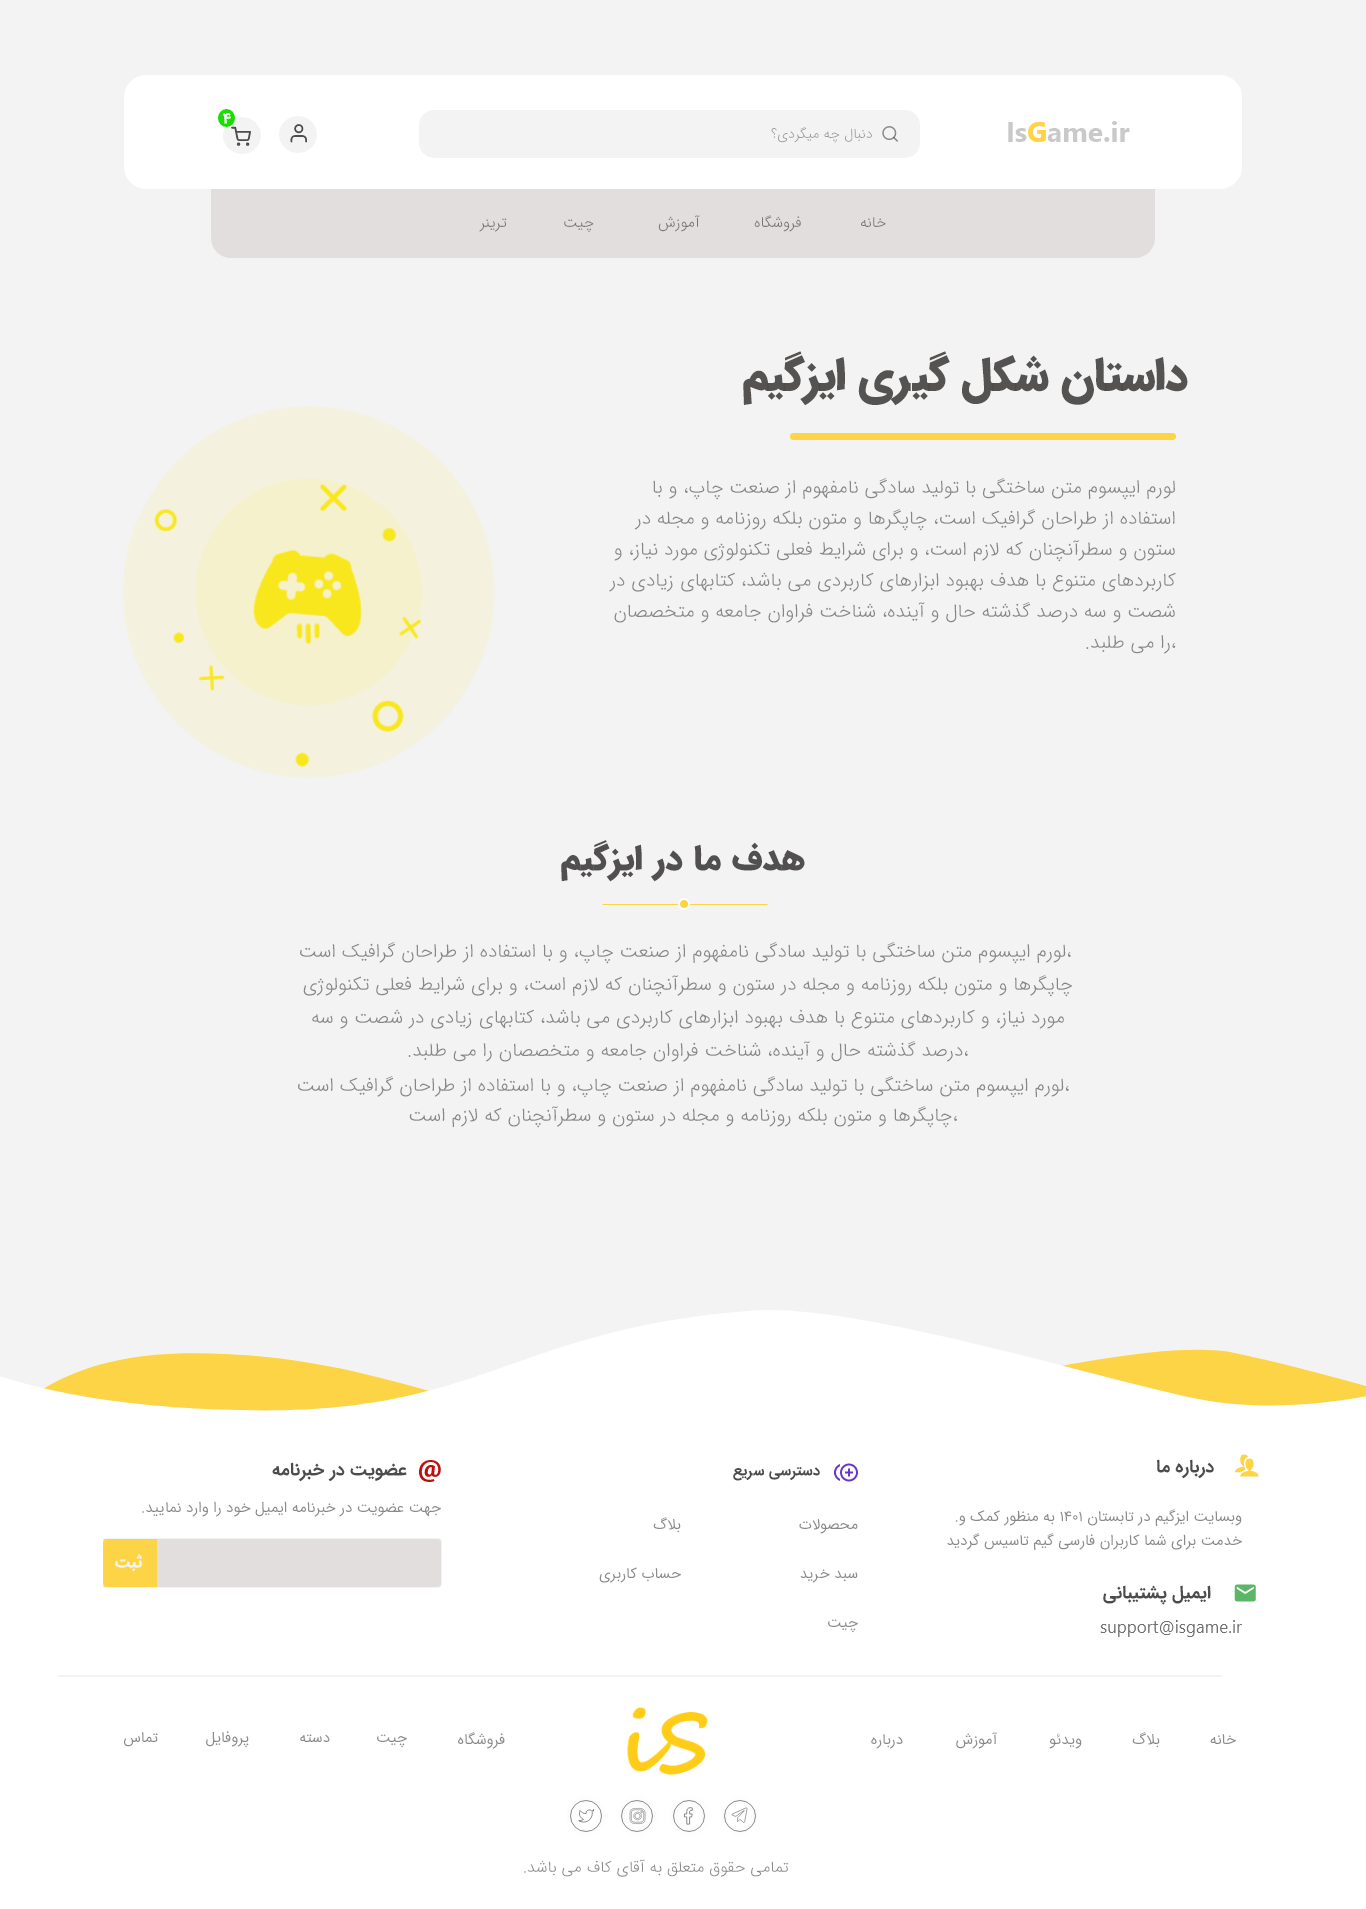 IsGame.ir
دنبال چه میگردی؟
۴
خانه
فروشگاه
آموزش
چیت
ترینر
داستان شکل گیری ایزگیم
لورم ایپسوم متن ساختگی با تولید سادگی نامفهوم از صنعت چاپ، و با
استفاده از طراحان گرافیک است، چاپگرها و متون بلکه روزنامه و مجله در
ستون و سطرآنچنان که لازم است، و برای شرایط فعلی تکنولوژی مورد نیاز، و
کاربردهای متنوع با هدف بهبود ابزارهای کاربردی می باشد، کتابهای زیادی در
شصت و سه درصد گذشته حال و آینده، شناخت فراوان جامعه و متخصصان
،را می طلبد.
هدف ما در ایزگیم
،لورم ایپسوم متن ساختگی با تولید سادگی نامفهوم از صنعت چاپ، و با استفاده از طراحان گرافیک است
چاپگرها و متون بلکه روزنامه و مجله در ستون و سطرآنچنان که لازم است، و برای شرایط فعلی تکنولوژی
مورد نیاز، و کاربردهای متنوع با هدف بهبود ابزارهای کاربردی می باشد، کتابهای زیادی در شصت و سه
،درصد گذشته حال و آینده، شناخت فراوان جامعه و متخصصان را می طلبد.
،لورم ایپسوم متن ساختگی با تولید سادگی نامفهوم از صنعت چاپ، و با استفاده از طراحان گرافیک است
،چاپگرها و متون بلکه روزنامه و مجله در ستون و سطرآنچنان که لازم است
درباره ما
وبسایت ایزگیم در تابستان ۱۴۰۱ به منظور کمک و.
خدمت برای شما کاربران فارسی گیم تاسیس گردید
ایمیل پشتیبانی
support@isgame.ir
دسترسی سریع
محصولات
بلاگ
سبد خرید
حساب کاربری
چیت
@ عضویت در خبرنامه
جهت عضویت در خبرنامه ایمیل خود را وارد نمایید.
ثبت
خانه
بلاگ
ویدئو
آموزش
درباره
is
فروشگاه
چیت
دسته
پروفایل
تماس
تمامی حقوق متعلق به آقای کاف می باشد.